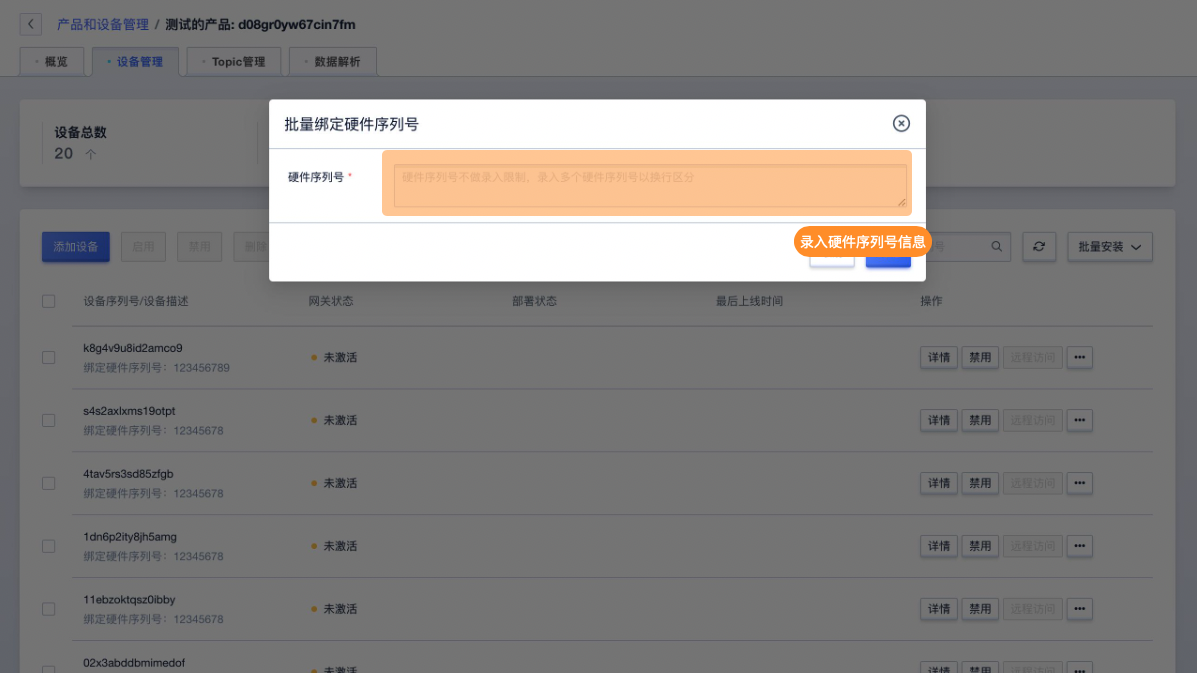 产品和设备管理 / 测试的产品: d08gr0yw67cin7fm
概览 设备管理 Topic管理 数据解析
设备总数
20 个
批量绑定硬件序列号
硬件序列号 *
硬件序列号不做录入限制，录入多个硬件序列号以换行区分
录入硬件序列号信息
添加设备 启用 禁用 删除 号 批量安装
设备序列号/设备描述 网关状态 部署状态 最后上线时间 操作
k8g4v9u8id2amco9
绑定硬件序列号：123456789
未激活 详情 禁用 远程访问 •••
s4s2axlxms19otpt
绑定硬件序列号：12345678
未激活 详情 禁用 远程访问 •••
4tav5rs3sd85zfgb
绑定硬件序列号：12345678
未激活 详情 禁用 远程访问 •••
1dn6p2ity8jh5amg
绑定硬件序列号：12345678
未激活 详情 禁用 远程访问 •••
11ebzoktqsz0ibby
绑定硬件序列号：12345678
未激活 详情 禁用 远程访问 •••
02x3abddbmimedof
未激活 详情 禁用 远程访问 •••